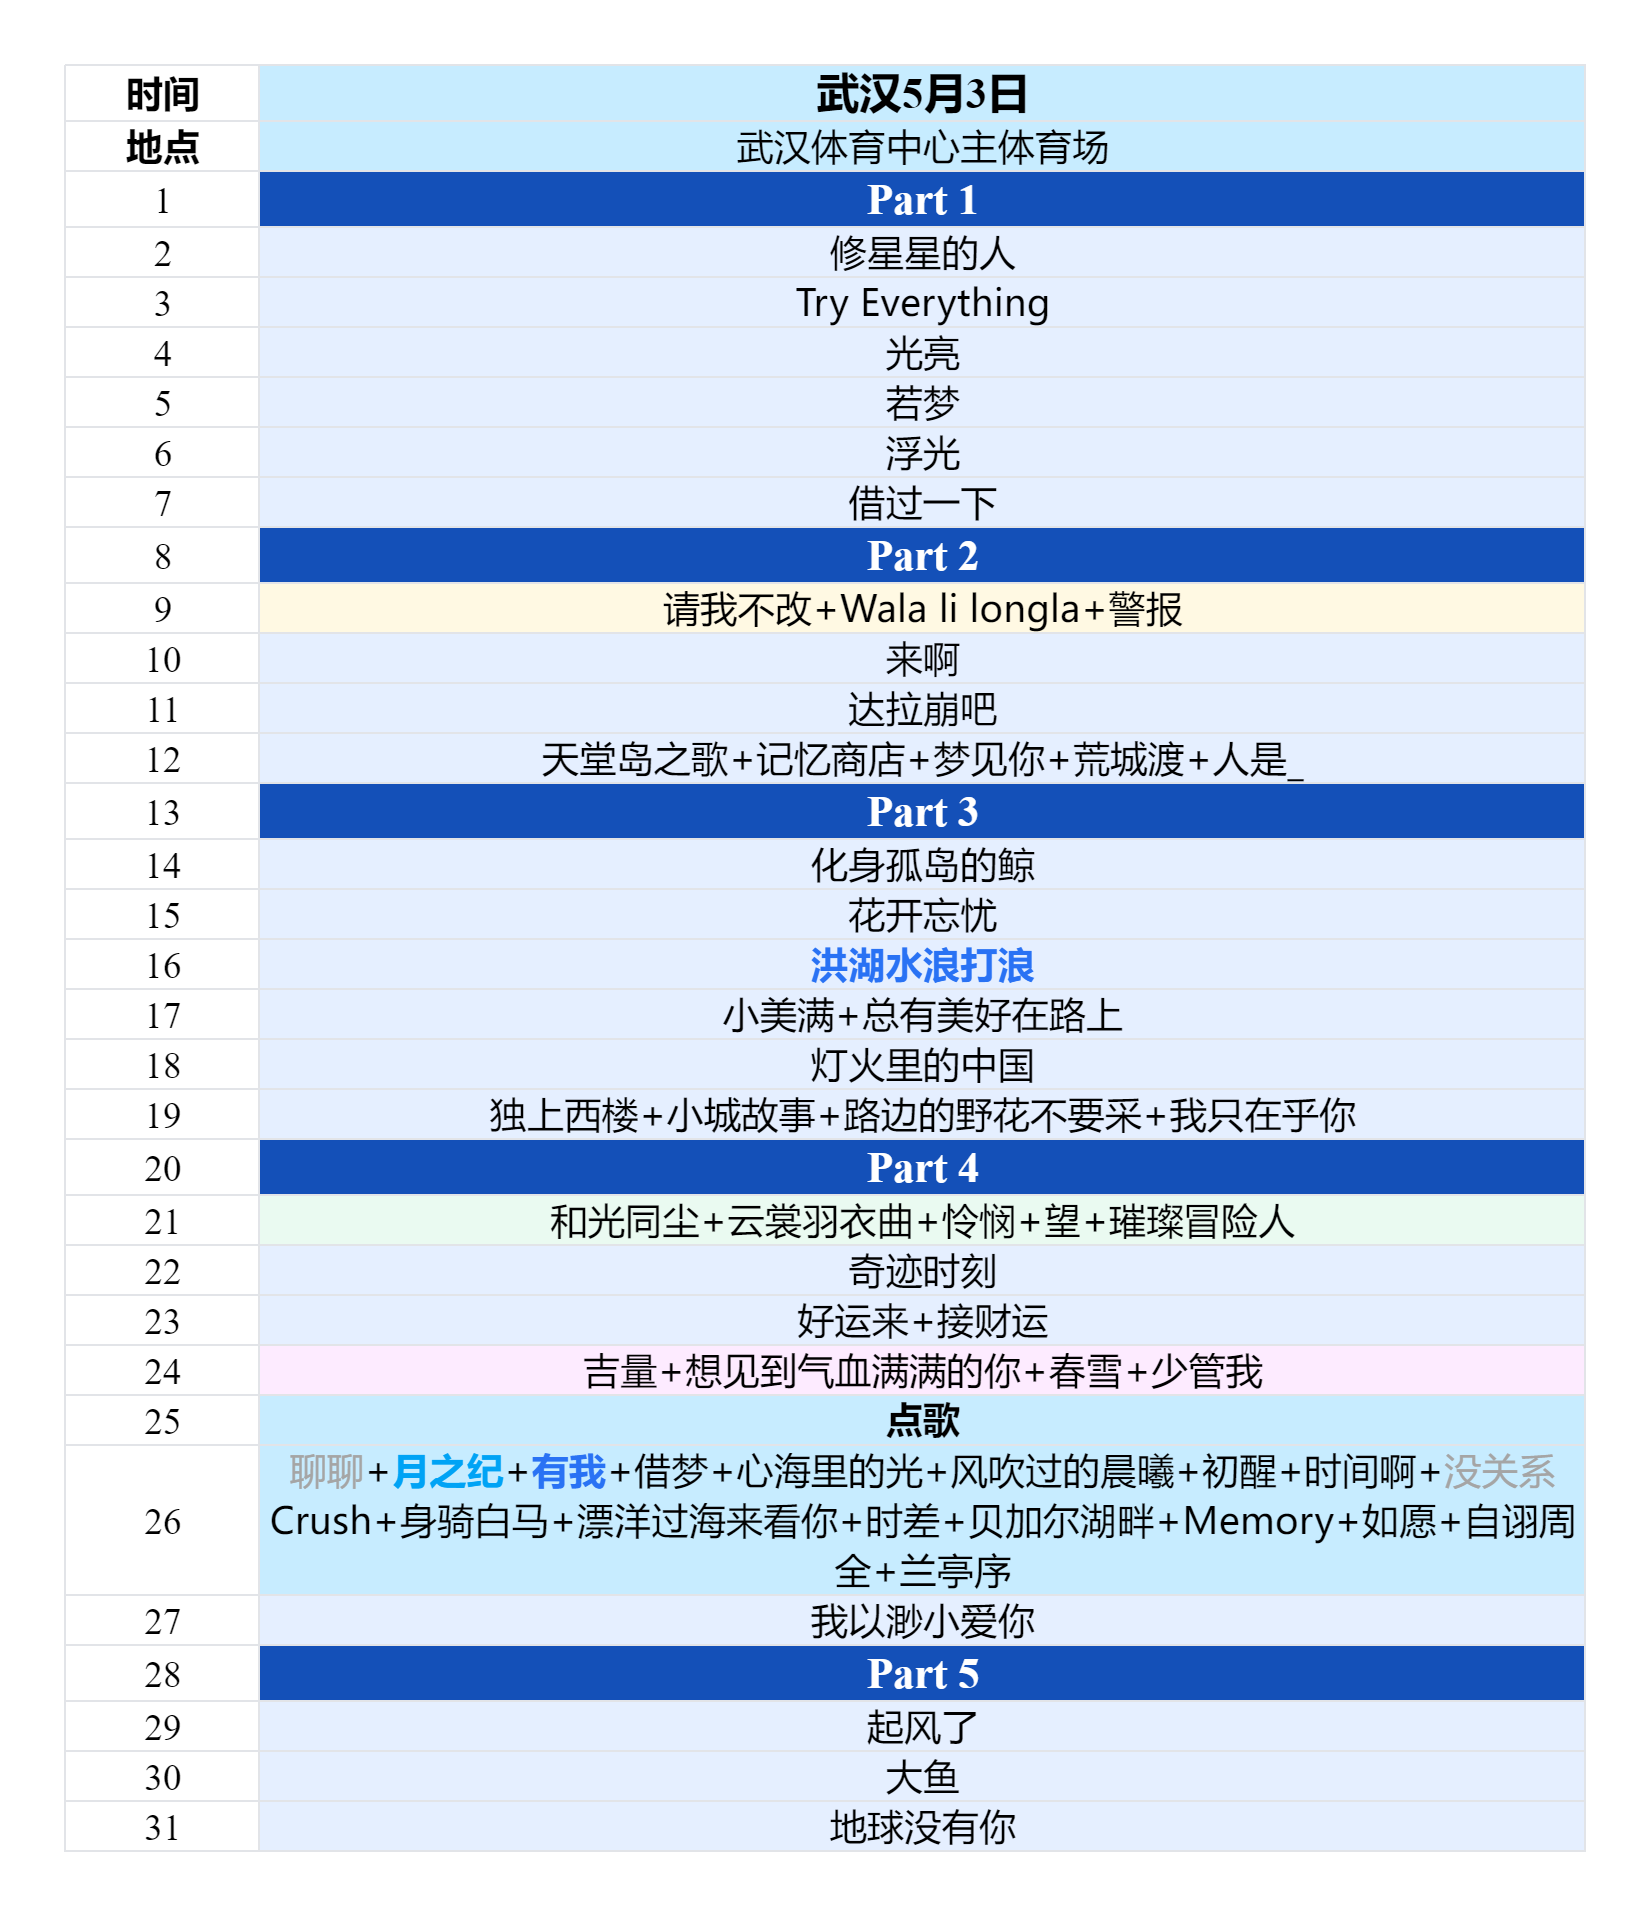 时间 武汉5月3日
地点 武汉体育中心主体育场
1 Part 1
2 修星星的人
3 Try Everything
4 光亮
5 若梦
6 浮光
7 借过一下
8 Part 2
9 请我不改+Wala li longla+警报
10 来啊
11 达拉崩吧
12 天堂岛之歌+记忆商店+梦见你+荒城渡+人是_
13 Part 3
14 化身孤岛的鲸
15 花开忘忧
16 洪湖水浪打浪
17 小美满+总有美好在路上
18 灯火里的中国
19 独上西楼+小城故事+路边的野花不要采+我只在乎你
20 Part 4
21 和光同尘+云裳羽衣曲+怜悯+望+璀璨冒险人
22 奇迹时刻
23 好运来+接财运
24 吉量+想见到气血满满的你+春雪+少管我
25 点歌
26 聊聊+月之纪+有我+借梦+心海里的光+风吹过的晨曦+初醒+时间啊+没关系
Crush+身骑白马+漂洋过海来看你+时差+贝加尔湖畔+Memory+如愿+自诩周
全+兰亭序
27 我以渺小爱你
28 Part 5
29 起风了
30 大鱼
31 地球没有你